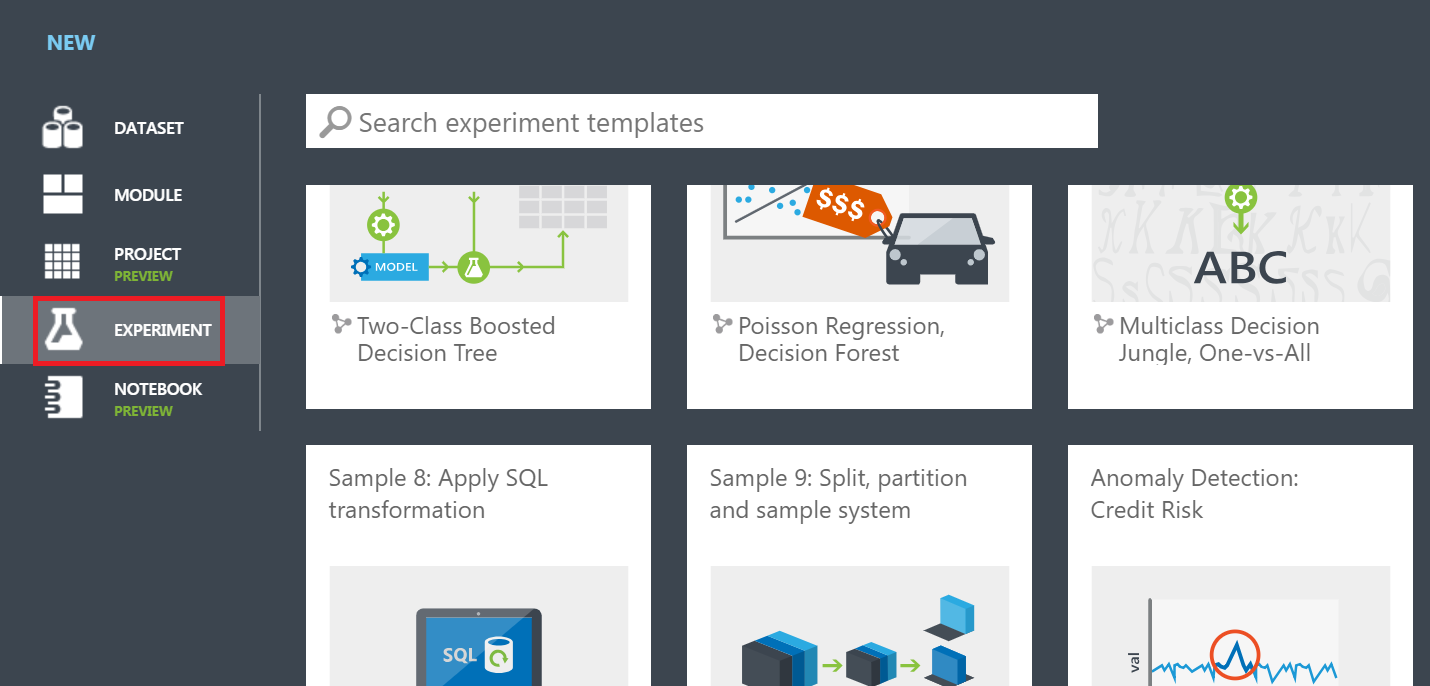 NEW
DATASET
MODULE
PROJECT
PREVIEW
EXPERIMENT
NOTEBOOK
PREVIEW
Search experiment templates
MODEL
Two-Class Boosted
Decision Tree
$$$
Poisson Regression,
Decision Forest
ABC
Multiclass Decision
Jungle, One-vs-All
Sample 8: Apply SQL
transformation
SQL
Sample 9: Split, partition
and sample system
Anomaly Detection:
Credit Risk
val